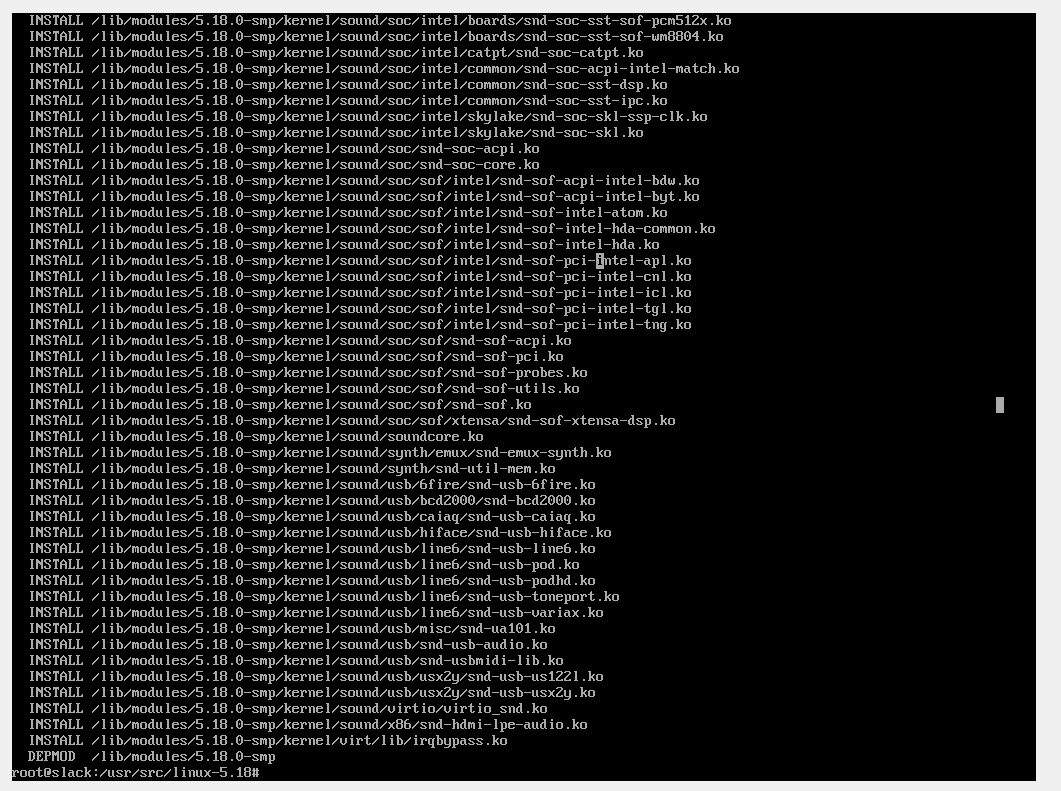 INSTALL /lib/modules/5.18.0-smp/kernel/sound/soc/intel/boards/snd-soc-sst-sof-pcm512x.ko
INSTALL /lib/modules/5.18.0-smp/kernel/sound/soc/intel/boards/snd-soc-sst-sof-wm8804.ko
INSTALL /lib/modules/5.18.0-smp/kernel/sound/soc/intel/catpt/snd-soc-catpt.ko
INSTALL /lib/modules/5.18.0-smp/kernel/sound/soc/intel/common/snd-soc-acpi-intel-match.ko
INSTALL /lib/modules/5.18.0-smp/kernel/sound/soc/intel/common/snd-soc-sst-dsp.ko
INSTALL /lib/modules/5.18.0-smp/kernel/sound/soc/intel/common/snd-soc-sst-ipc.ko
INSTALL /lib/modules/5.18.0-smp/kernel/sound/soc/intel/skylake/snd-soc-skl-ssp-clk.ko
INSTALL /lib/modules/5.18.0-smp/kernel/sound/soc/intel/skylake/snd-soc-skl.ko
INSTALL /lib/modules/5.18.0-smp/kernel/sound/soc/snd-soc-acpi.ko
INSTALL /lib/modules/5.18.0-smp/kernel/sound/soc/snd-soc-core.ko
INSTALL /lib/modules/5.18.0-smp/kernel/sound/soc/sof/intel/snd-sof-acpi-intel-bdw.ko
INSTALL /lib/modules/5.18.0-smp/kernel/sound/soc/sof/intel/snd-sof-acpi-intel-byt.ko
INSTALL /lib/modules/5.18.0-smp/kernel/sound/soc/sof/intel/snd-sof-intel-atom.ko
INSTALL /lib/modules/5.18.0-smp/kernel/sound/soc/sof/intel/snd-sof-intel-hda-common.ko
INSTALL /lib/modules/5.18.0-smp/kernel/sound/soc/sof/intel/snd-sof-intel-hda.ko
INSTALL /lib/modules/5.18.0-smp/kernel/sound/soc/sof/intel/snd-sof-pci-intel-apl.ko
INSTALL /lib/modules/5.18.0-smp/kernel/sound/soc/sof/intel/snd-sof-pci-intel-cnl.ko
INSTALL /lib/modules/5.18.0-smp/kernel/sound/soc/sof/intel/snd-sof-pci-intel-icl.ko
INSTALL /lib/modules/5.18.0-smp/kernel/sound/soc/sof/intel/snd-sof-pci-intel-tgl.ko
INSTALL /lib/modules/5.18.0-smp/kernel/sound/soc/sof/intel/snd-sof-pci-intel-tng.ko
INSTALL /lib/modules/5.18.0-smp/kernel/sound/soc/sof/snd-sof-acpi.ko
INSTALL /lib/modules/5.18.0-smp/kernel/sound/soc/sof/snd-sof-pci.ko
INSTALL /lib/modules/5.18.0-smp/kernel/sound/soc/sof/snd-sof-probes.ko
INSTALL /lib/modules/5.18.0-smp/kernel/sound/soc/sof/snd-sof-utils.ko
INSTALL /lib/modules/5.18.0-smp/kernel/sound/soc/sof/snd-sof.ko
INSTALL /lib/modules/5.18.0-smp/kernel/sound/soc/sof/xtensa/snd-sof-xtensa-dsp.ko
INSTALL /lib/modules/5.18.0-smp/kernel/sound/soundcore.ko
INSTALL /lib/modules/5.18.0-smp/kernel/sound/synth/emux/snd-emux-synth.ko
INSTALL /lib/modules/5.18.0-smp/kernel/sound/synth/snd-util-mem.ko
INSTALL /lib/modules/5.18.0-smp/kernel/sound/usb/6fire/snd-usb-6fire.ko
INSTALL /lib/modules/5.18.0-smp/kernel/sound/usb/bcd2000/snd-bcd2000.ko
INSTALL /lib/modules/5.18.0-smp/kernel/sound/usb/caiaq/snd-usb-caiaq.ko
INSTALL /lib/modules/5.18.0-smp/kernel/sound/usb/hiface/snd-usb-hiface.ko
INSTALL /lib/modules/5.18.0-smp/kernel/sound/usb/line6/snd-usb-line6.ko
INSTALL /lib/modules/5.18.0-smp/kernel/sound/usb/line6/snd-usb-pod.ko
INSTALL /lib/modules/5.18.0-smp/kernel/sound/usb/line6/snd-usb-podhd.ko
INSTALL /lib/modules/5.18.0-smp/kernel/sound/usb/line6/snd-usb-toneport.ko
INSTALL /lib/modules/5.18.0-smp/kernel/sound/usb/line6/snd-usb-variax.ko
INSTALL /lib/modules/5.18.0-smp/kernel/sound/usb/misc/snd-ua101.ko
INSTALL /lib/modules/5.18.0-smp/kernel/sound/usb/snd-usb-audio.ko
INSTALL /lib/modules/5.18.0-smp/kernel/sound/usb/snd-usbmidi-lib.ko
INSTALL /lib/modules/5.18.0-smp/kernel/sound/usb/usx2y/snd-usb-us122l.ko
INSTALL /lib/modules/5.18.0-smp/kernel/sound/usb/usx2y/snd-usb-usx2y.ko
INSTALL /lib/modules/5.18.0-smp/kernel/sound/virtio/virtio_snd.ko
INSTALL /lib/modules/5.18.0-smp/kernel/sound/x86/snd-hdmi-lpe-audio.ko
INSTALL /lib/modules/5.18.0-smp/kernel/virt/lib/irqbypass.ko
DEPMOD /lib/modules/5.18.0-smp
root@slack:/usr/src/linux-5.18#